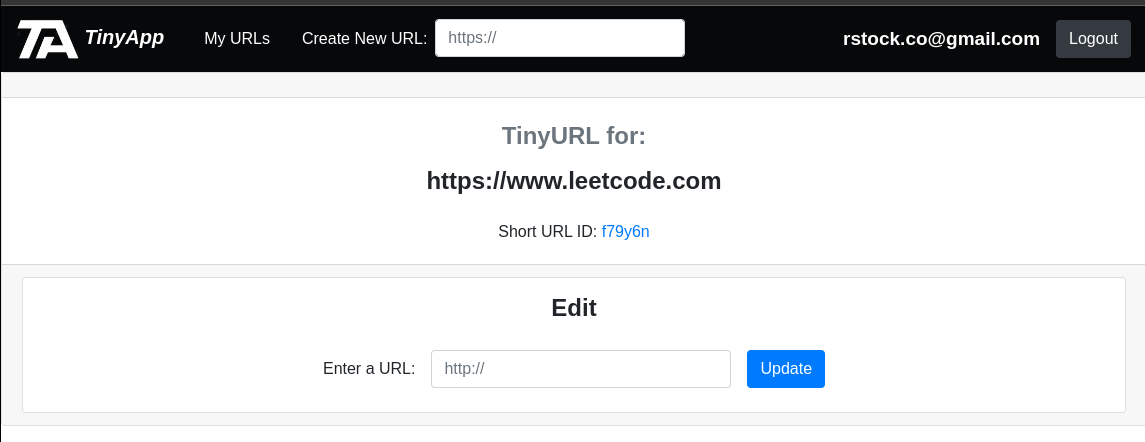 TA TinyApp My URLs Create New URL: https:// rstock.co@gmail.com Logout
TinyURL for:
https://www.leetcode.com
Short URL ID: f79y6n
Edit
Enter a URL: http:// Update